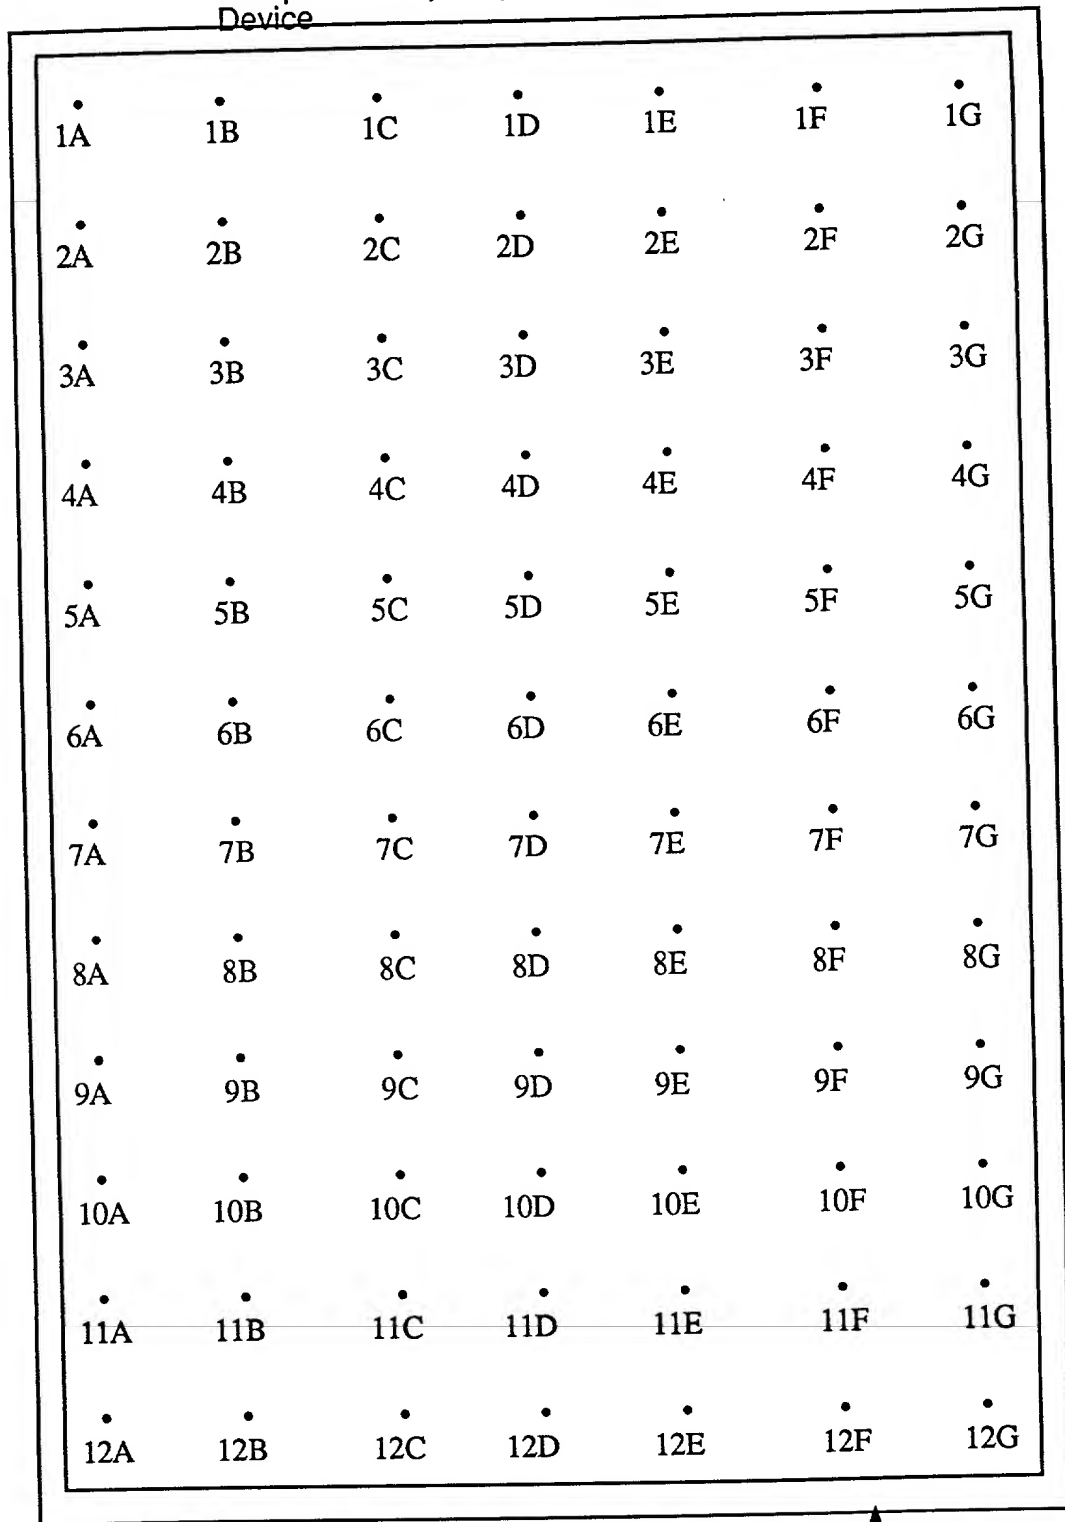 Device
1A 1B 1C 1D 1E 1F 1G
2A 2B 2C 2D 2E 2F 2G
3A 3B 3C 3D 3E 3F 3G
4A 4B 4C 4D 4E 4F 4G
5A 5B 5C 5D 5E 5F 5G
6A 6B 6C 6D 6E 6F 6G
7A 7B 7C 7D 7E 7F 7G
8A 8B 8C 8D 8E 8F 8G
9A 9B 9C 9D 9E 9F 9G
10A 10B 10C 10D 10E 10F 10G
11A 11B 11C 11D 11E 11F 11G
12A 12B 12C 12D 12E 12F 12G